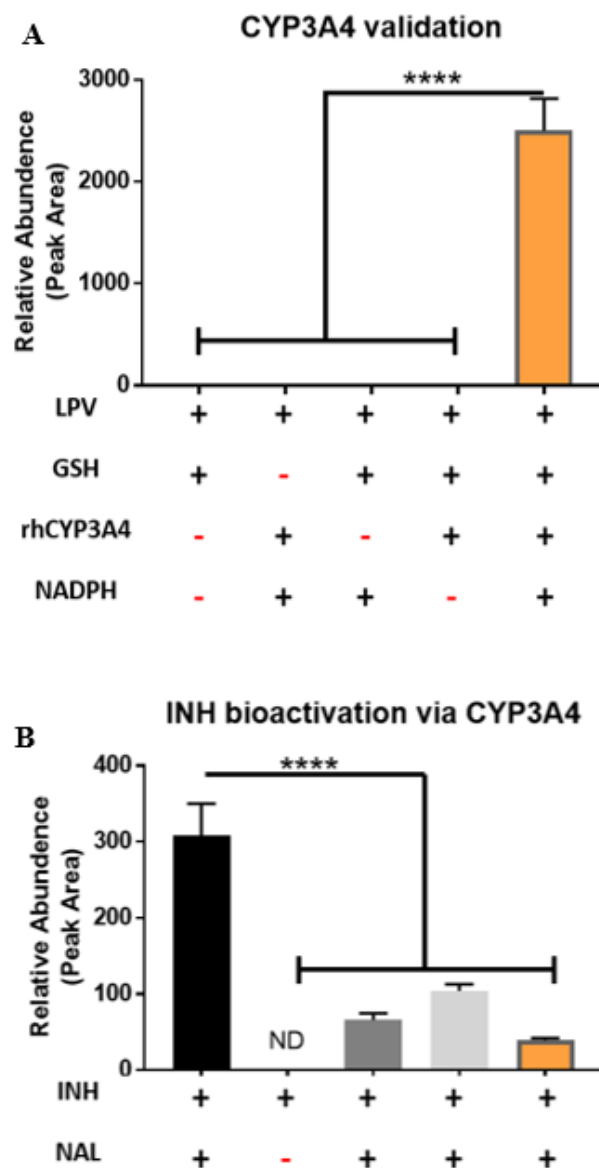 A
CYP3A4 validation
Relative Abundence
(Peak Area)
3000
2000
1000
0
****
LPV + + + + +
GSH + - + + +
rhCYP3A4 - + - + +
NADPH - + + - +
B
INH bioactivation via CYP3A4
Relative Abundence
(Peak Area)
400
300
200
100
0
****
ND
INH + + + + +
NAL + - + + +